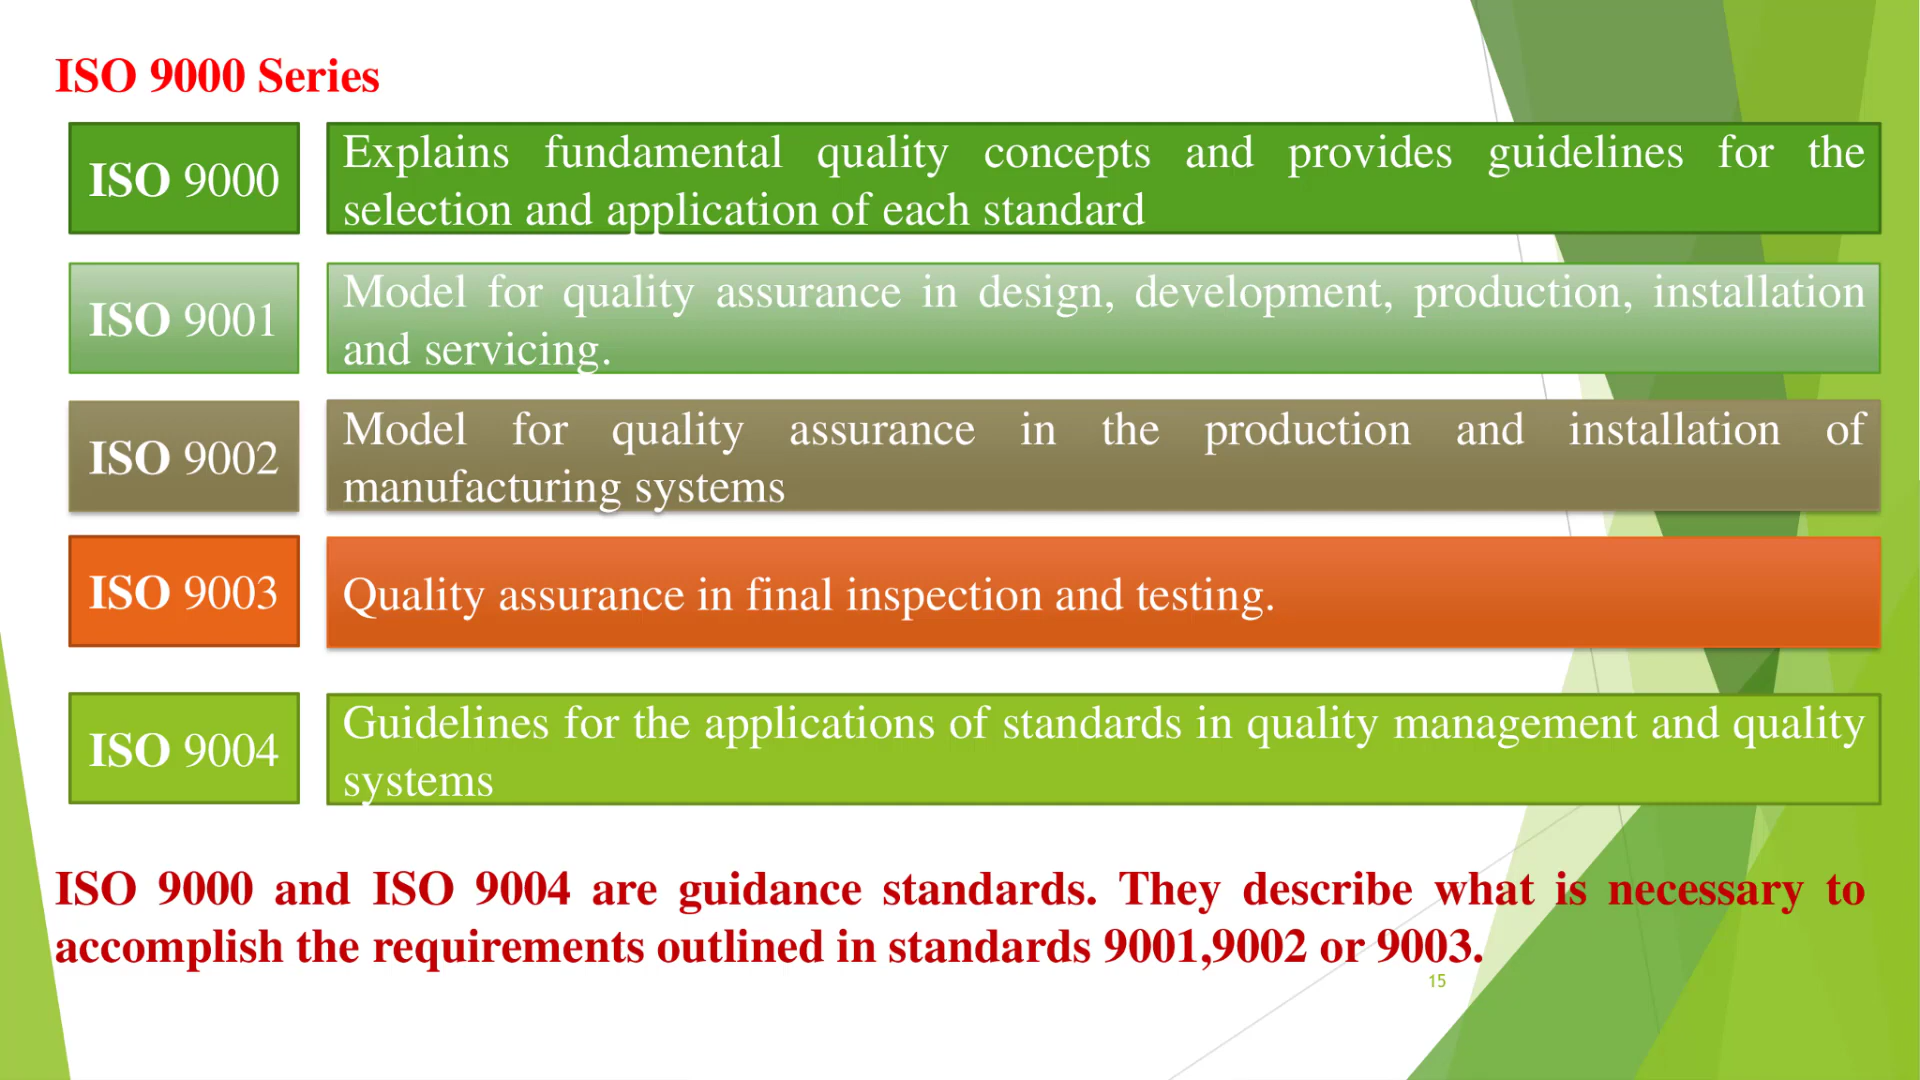 ISO 9000 Series
ISO 9000
Explains fundamental quality concepts and provides guidelines for the
selection and application of each standard
ISO 9001
Model for quality assurance in design, development, production, installation
and servicing.
ISO 9002
Model for quality assurance in the production and installation of
manufacturing systems
ISO 9003
Quality assurance in final inspection and testing.
ISO 9004
Guidelines for the applications of standards in quality management and quality
systems
ISO 9000 and ISO 9004 are guidance standards. They describe what is necessary to
accomplish the requirements outlined in standards 9001,9002 or 9003.
15